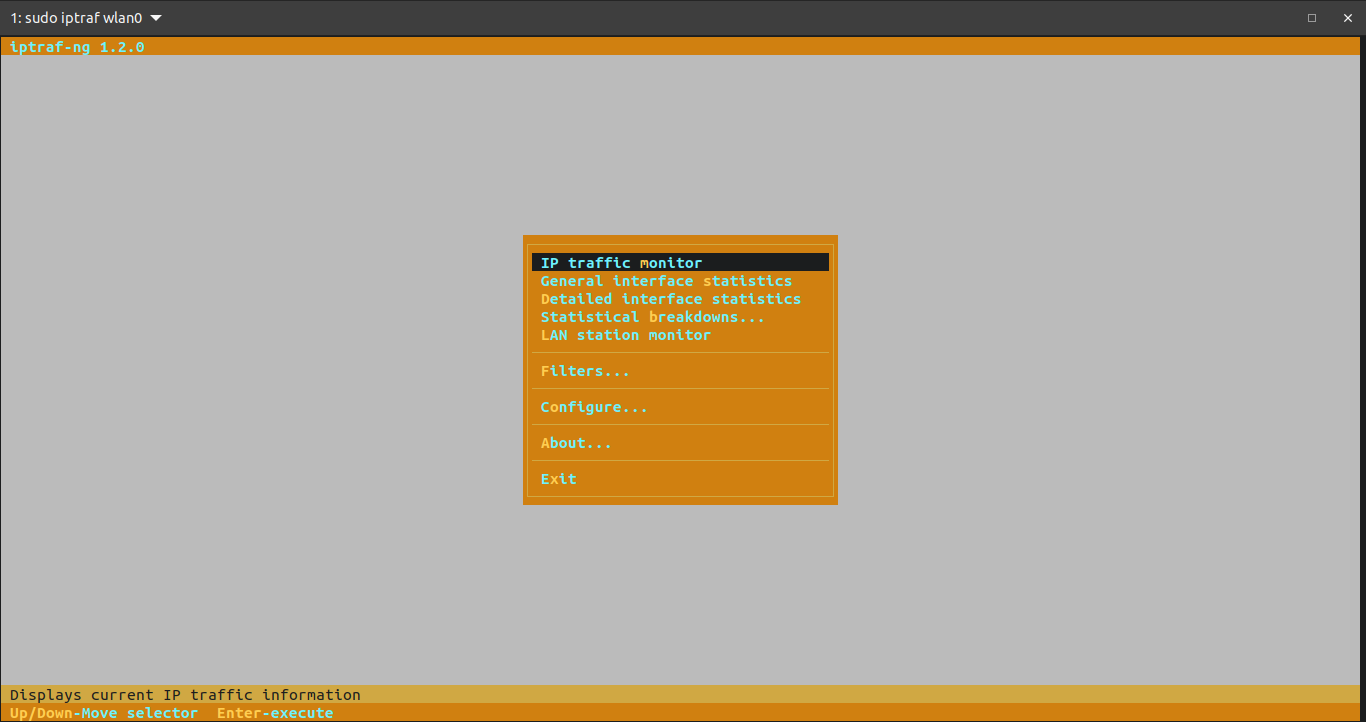 1: sudo iptraf wlan0
iptraf-ng 1.2.0
IP traffic monitor
General interface statistics
Detailed interface statistics
Statistical breakdowns...
LAN station monitor
Filters...
Configure...
About...
Exit
Displays current IP traffic information
Up/Down-Move selector  Enter-execute